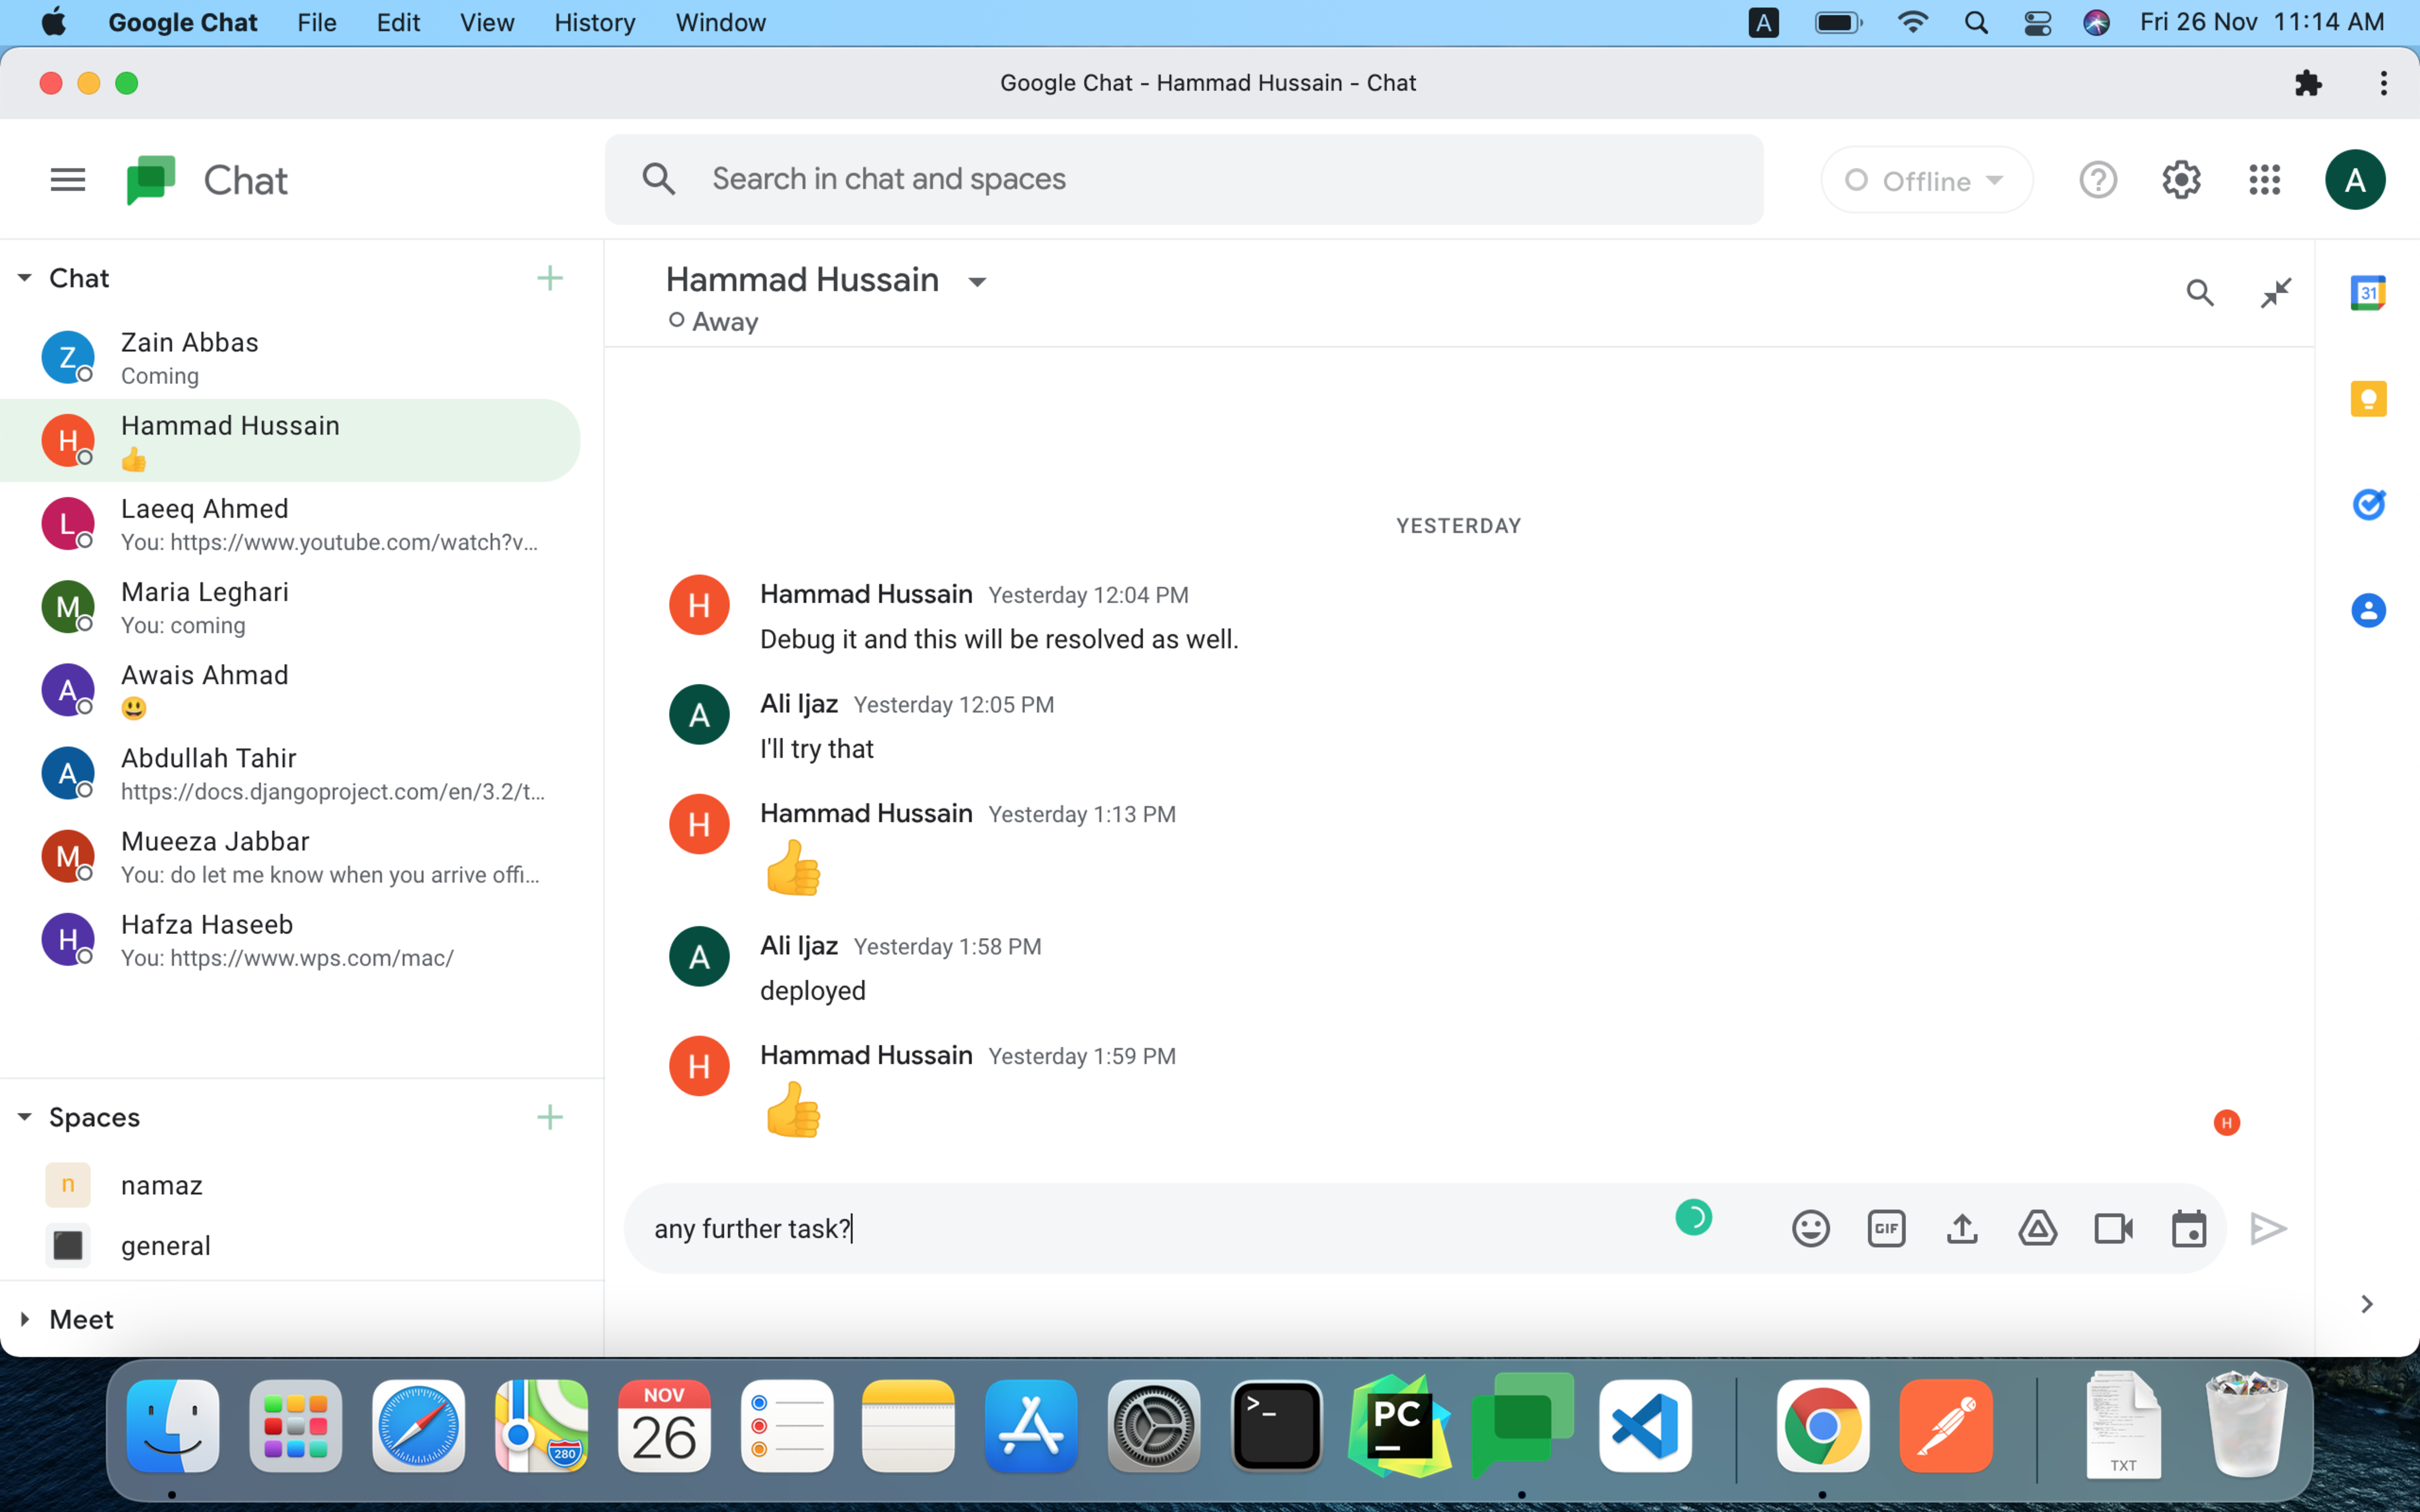 Google Chat File Edit View History Window A Fri 26 Nov 11:14 AM
Google Chat - Hammad Hussain - Chat
Chat
Search in chat and spaces
Offline
A
Chat
Z
Zain Abbas
Coming
H
Hammad Hussain
👍
L
Laeeq Ahmed
You: https://www.youtube.com/watch?v...
M
Maria Leghari
You: coming
A
Awais Ahmad
😃
A
Abdullah Tahir
https://docs.djangoproject.com/en/3.2/t...
M
Mueeza Jabbar
You: do let me know when you arrive offi...
H
Hafza Haseeb
You: https://www.wps.com/mac/
Spaces
n
namaz
general
Meet
Hammad Hussain
Away
YESTERDAY
H
Hammad Hussain Yesterday 12:04 PM
Debug it and this will be resolved as well.
A
Ali Ijaz Yesterday 12:05 PM
I'll try that
H
Hammad Hussain Yesterday 1:13 PM
👍
A
Ali Ijaz Yesterday 1:58 PM
deployed
H
Hammad Hussain Yesterday 1:59 PM
👍
H
any further task?
GIF
31
280
NOV
26
>_
PC
TXT